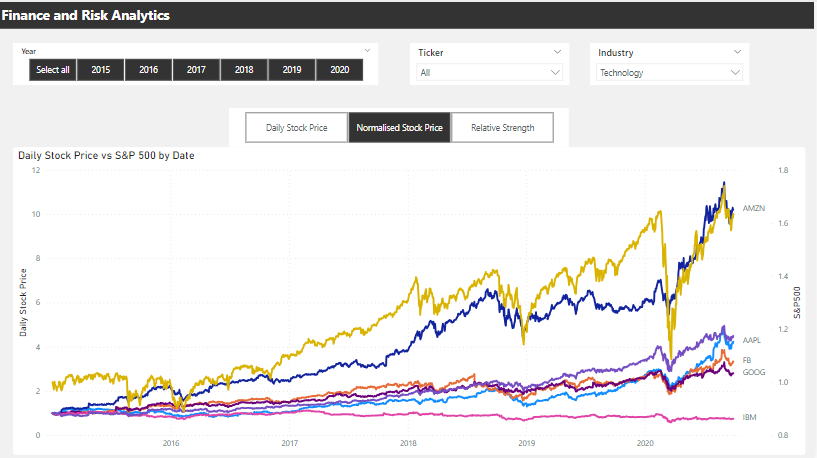 Finance and Risk Analytics
Year
Select all 2015 2016 2017 2018 2019 2020
Ticker
All
Industry
Technology
Daily Stock Price Normalised Stock Price Relative Strength
Daily Stock Price vs S&P 500 by Date
12
10
8
6
4
2
0
Daily Stock Price
1.8
1.6
1.4
1.2
1.0
0.8
S&P500
AMZN
AAPL
FB
GOOG
IBM
2016 2017 2018 2019 2020